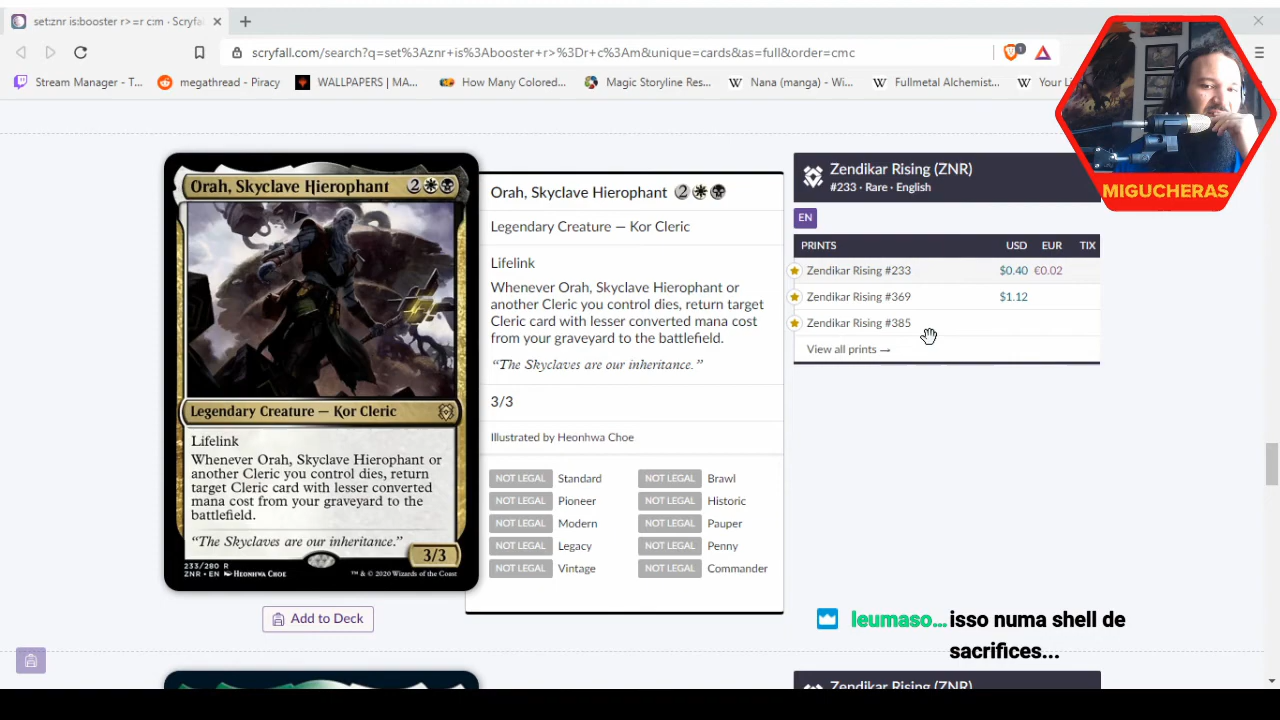 set:znr is:booster r>=r c:m · Scryfa
scryfall.com/search?q=set%3Aznr+is%3Abooster+r>%3Dr+c%3Am&unique=cards&as=full&order=cmc
1
Stream Manager - T...
megathread - Piracy
WALLPAPERS | MA...
How Many Colored...
Magic Storyline Res...
Nana (manga) - Wi...
Fullmetal Alchemist...
Your Li
MIGUCHERAS
Orah, Skyclave Hierophant 2
Legendary Creature — Kor Cleric
Lifelink
Whenever Orah, Skyclave Hierophant or
another Cleric you control dies, return
target Cleric card with lesser converted
mana cost from your graveyard to the
battlefield.
“The Skyclaves are our inheritance.”
3/3
233/280 R
ZNR • EN HEONHWA CHOE
™ & © 2020 Wizards of the Coast
Add to Deck
Orah, Skyclave Hierophant 2
Legendary Creature — Kor Cleric
Lifelink
Whenever Orah, Skyclave Hierophant or
another Cleric you control dies, return target
Cleric card with lesser converted mana cost
from your graveyard to the battlefield.
“The Skyclaves are our inheritance.”
3/3
Illustrated by Heonhwa Choe
NOT LEGAL Standard NOT LEGAL Brawl
NOT LEGAL Pioneer NOT LEGAL Historic
NOT LEGAL Modern NOT LEGAL Pauper
NOT LEGAL Legacy NOT LEGAL Penny
NOT LEGAL Vintage NOT LEGAL Commander
Zendikar Rising (ZNR)
#233 · Rare · English
EN
PRINTS USD EUR TIX
Zendikar Rising #233 $0.40 €0.02
Zendikar Rising #369 $1.12
Zendikar Rising #385
View all prints →
leumaso... isso numa shell de
sacrifices...
Zendikar Rising (ZNR)